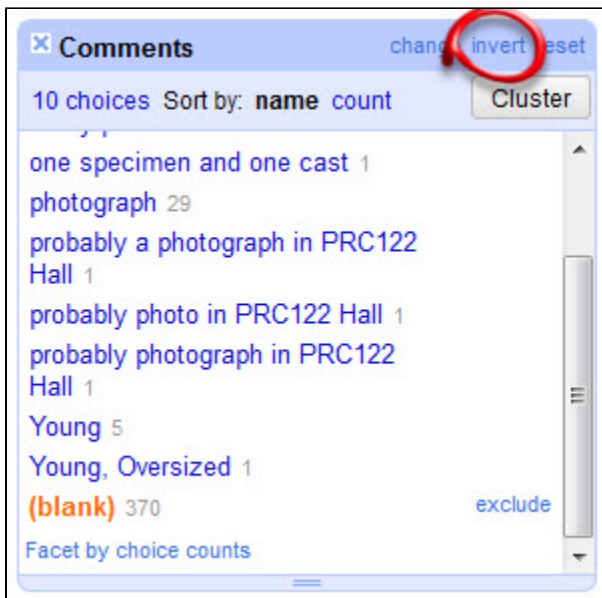 Comments chang invert eset
10 choices Sort by: name count Cluster
one specimen and one cast 1
photograph 29
probably a photograph in PRC122
Hall 1
probably photo in PRC122 Hall 1
probably photograph in PRC122
Hall 1
Young 5
Young, Oversized 1
(blank) 370 exclude
Facet by choice counts